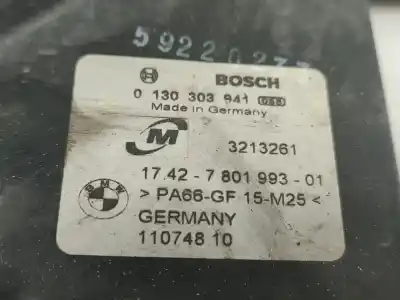 BOSCH
0 130 303 941
Made in Germany
M
3213261
BMW
17.42 - 7 801 993 - 01
> PA66-GF 15-M25 <
GERMANY
110748 10